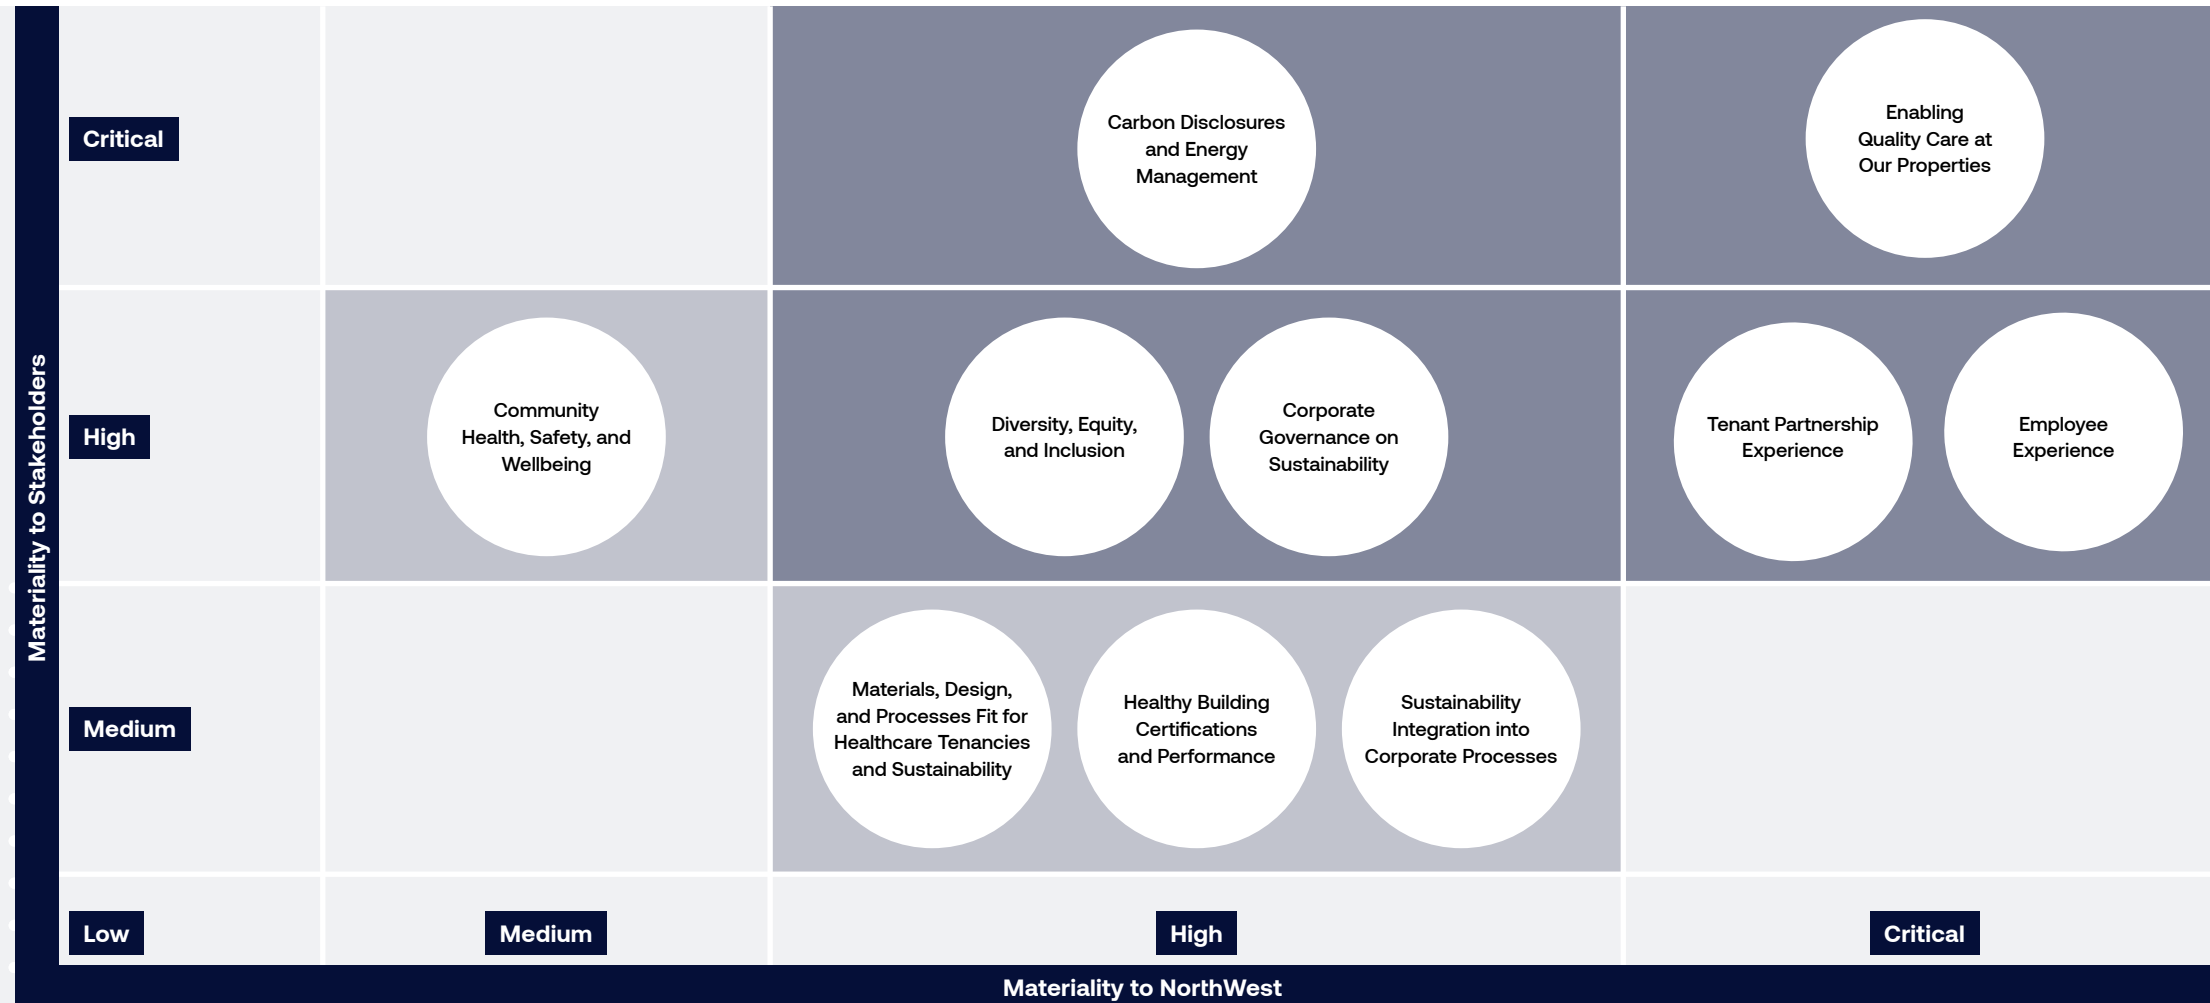 Materiality to Stakeholders
Critical
Carbon Disclosures
and Energy
Management
Enabling
Quality Care at
Our Properties
High
Community
Health, Safety, and
Wellbeing
Diversity, Equity,
and Inclusion
Corporate
Governance on
Sustainability
Tenant Partnership
Experience
Employee
Experience
Medium
Materials, Design,
and Processes Fit for
Healthcare Tenancies
and Sustainability
Healthy Building
Certifications
and Performance
Sustainability
Integration into
Corporate Processes
Low
Medium
High
Critical
Materiality to NorthWest